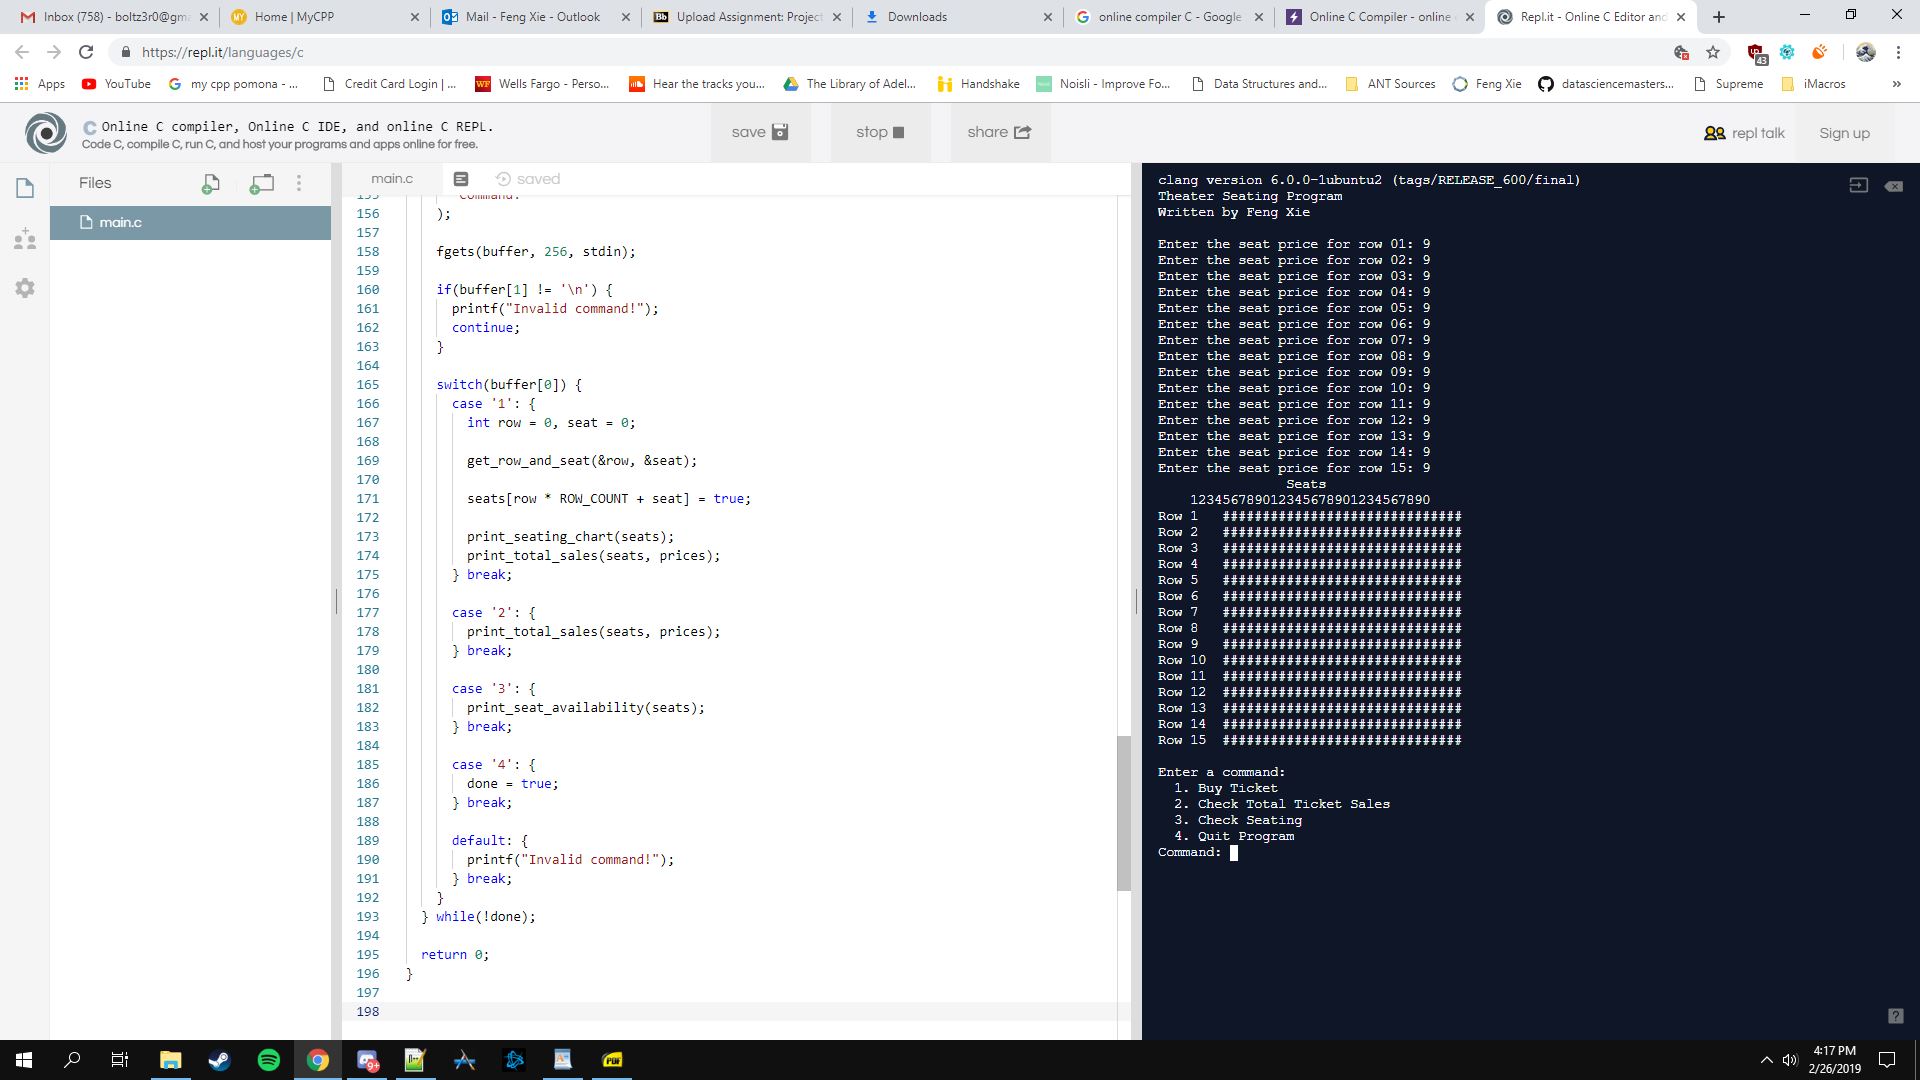 Inbox (758) - boltz3r0@gma
Home | MyCPP
Mail - Feng Xie - Outlook
Upload Assignment: Project
Downloads
online compiler C - Google
Online C Compiler - online
Repl.it - Online C Editor and
https://repl.it/languages/c
43
Apps
YouTube
my cpp pomona - ...
Credit Card Login | ...
Wells Fargo - Perso...
Hear the tracks you...
The Library of Adel...
Handshake
Noisli - Improve Fo...
Data Structures and...
ANT Sources
Feng Xie
datasciencemasters...
Supreme
iMacros
»
C Online C compiler, Online C IDE, and online C REPL.
Code C, compile C, run C, and host your programs and apps online for free.
save
stop
share
repl talk
Sign up
Files
main.c
main.c
saved
155 "Command:
156 );
157
158 fgets(buffer, 256, stdin);
159
160 if(buffer[1] != '\n') {
161 printf("Invalid command!");
162 continue;
163 }
164
165 switch(buffer[0]) {
166 case '1': {
167 int row = 0, seat = 0;
168
169 get_row_and_seat(&row, &seat);
170
171 seats[row * ROW_COUNT + seat] = true;
172
173 print_seating_chart(seats);
174 print_total_sales(seats, prices);
175 } break;
176
177 case '2': {
178 print_total_sales(seats, prices);
179 } break;
180
181 case '3': {
182 print_seat_availability(seats);
183 } break;
184
185 case '4': {
186 done = true;
187 } break;
188
189 default: {
190 printf("Invalid command!");
191 } break;
192 }
193 } while(!done);
194
195 return 0;
196 }
197
198
clang version 6.0.0-1ubuntu2 (tags/RELEASE_600/final)
Theater Seating Program
Written by Feng Xie
Enter the seat price for row 01: 9
Enter the seat price for row 02: 9
Enter the seat price for row 03: 9
Enter the seat price for row 04: 9
Enter the seat price for row 05: 9
Enter the seat price for row 06: 9
Enter the seat price for row 07: 9
Enter the seat price for row 08: 9
Enter the seat price for row 09: 9
Enter the seat price for row 10: 9
Enter the seat price for row 11: 9
Enter the seat price for row 12: 9
Enter the seat price for row 13: 9
Enter the seat price for row 14: 9
Enter the seat price for row 15: 9
Seats
123456789012345678901234567890
Row 1 ##############################
Row 2 ##############################
Row 3 ##############################
Row 4 ##############################
Row 5 ##############################
Row 6 ##############################
Row 7 ##############################
Row 8 ##############################
Row 9 ##############################
Row 10 ##############################
Row 11 ##############################
Row 12 ##############################
Row 13 ##############################
Row 14 ##############################
Row 15 ##############################
Enter a command:
1. Buy Ticket
2. Check Total Ticket Sales
3. Check Seating
4. Quit Program
Command:
?
9+
PDF
4:17 PM
2/26/2019